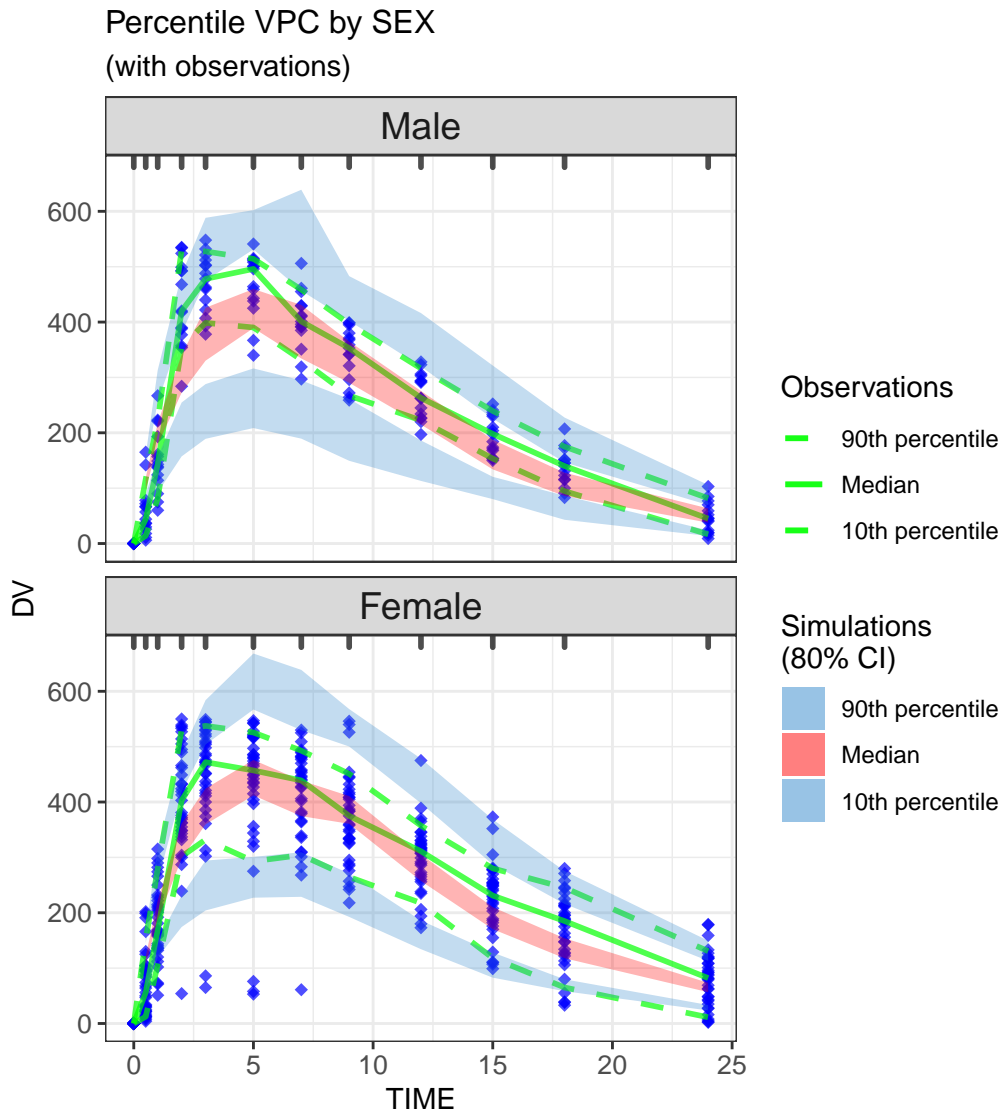 Percentile VPC by SEX
(with observations)
Male
600
400
200
0
Female
600
400
200
0
0 5 10 15 20 25
TIME
DV
Observations
90th percentile
Median
10th percentile
Simulations
(80% CI)
90th percentile
Median
10th percentile